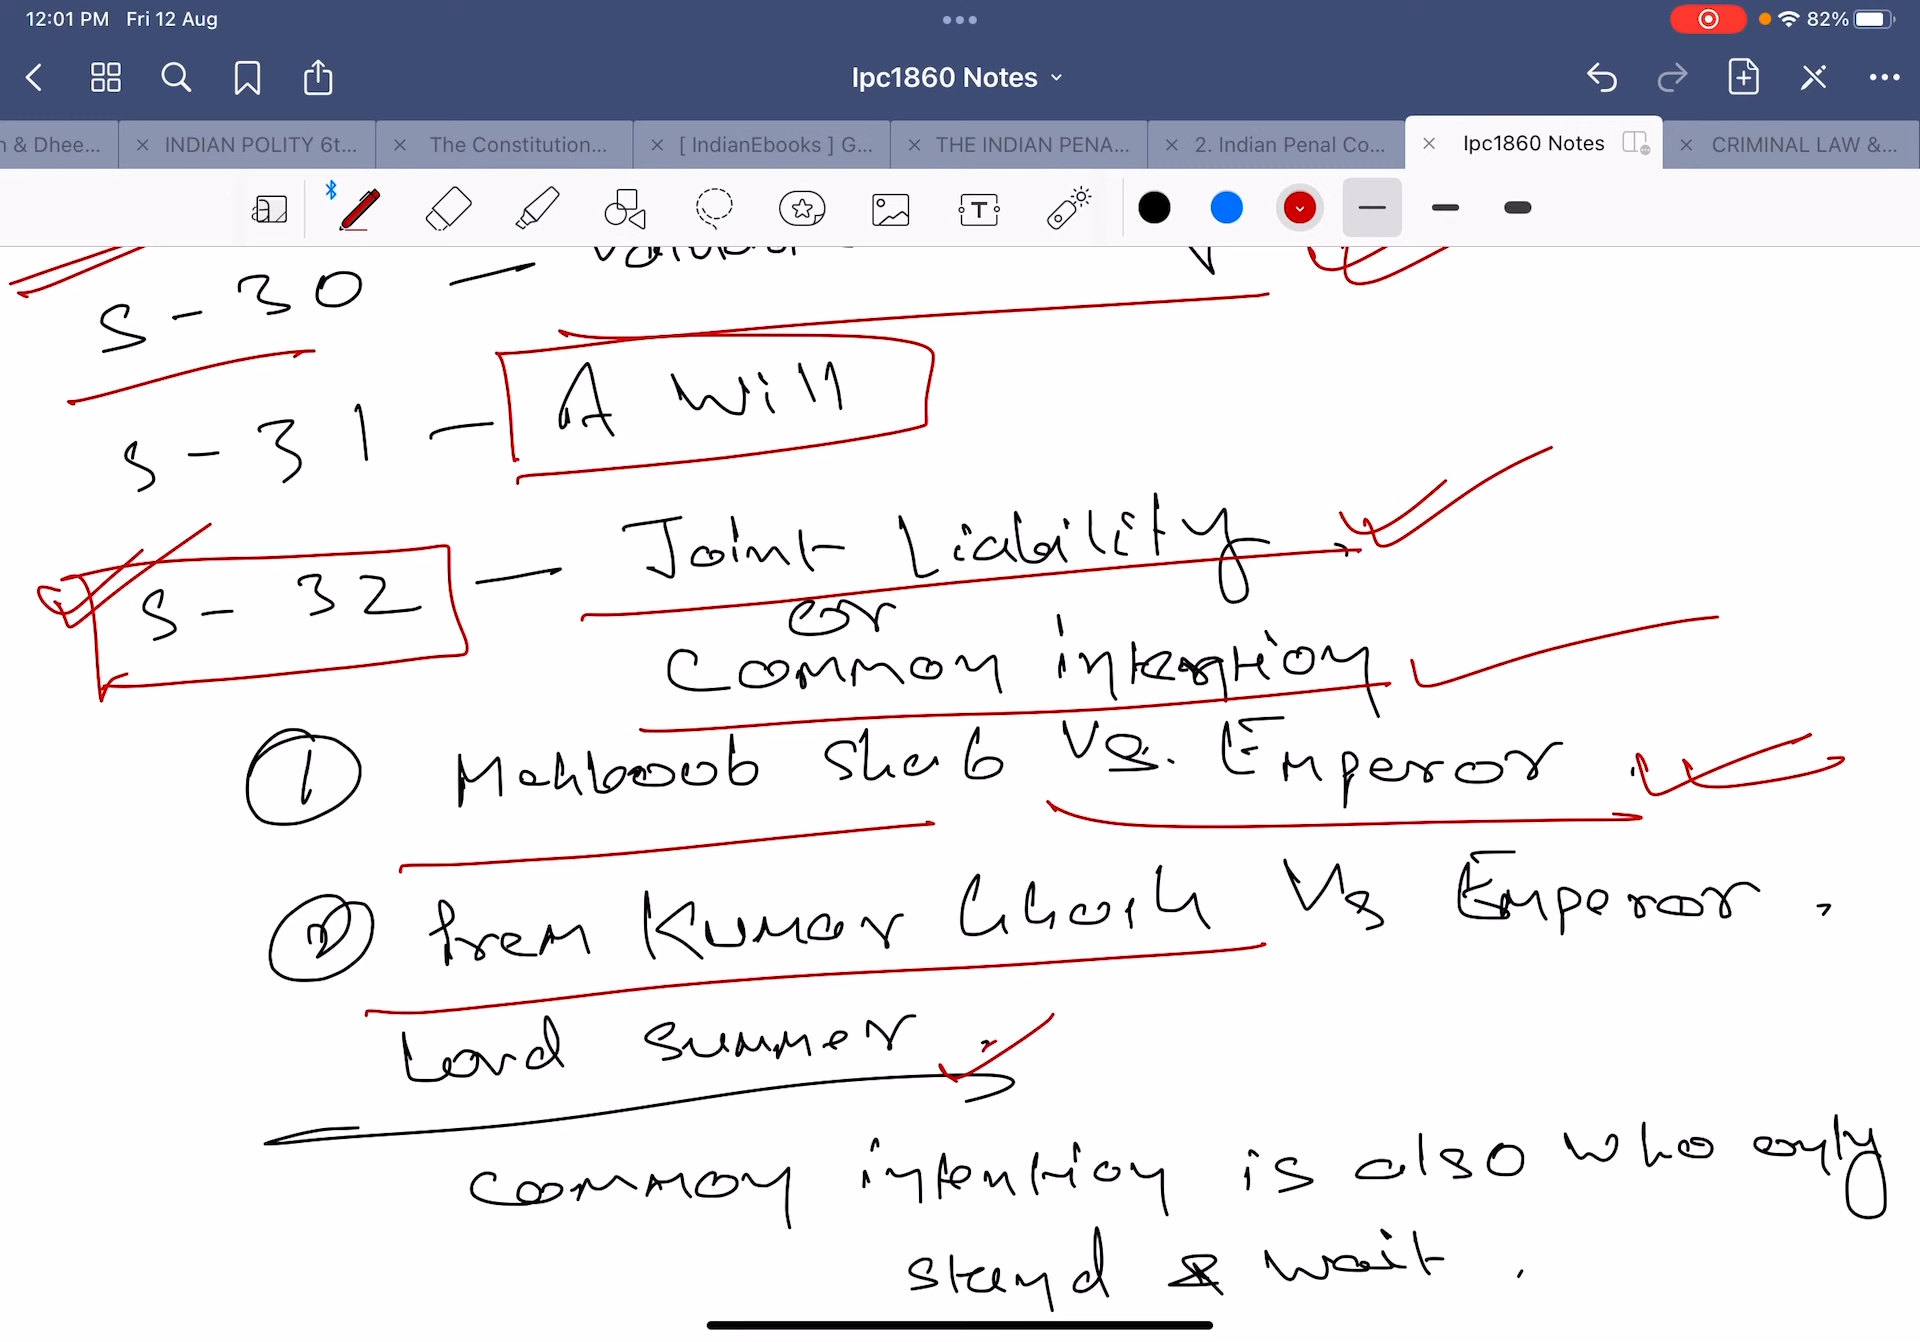 12:01 PM Fri 12 Aug
82%
Ipc1860 Notes
n & Dhee...
INDIAN POLITY 6t...
The Constitution...
[ IndianEbooks ] G...
THE INDIAN PENA...
2. Indian Penal Co...
Ipc1860 Notes
CRIMINAL LAW &...
S - 30 —
S - 31 — A Will
S - 32 — Joint Liability
or
Common intention
① Mehboob Shab Vs. Emperor
② Prem Kumar Ghosh Vs Emperor.
Lord Summer.
Common intention is also who only
stand & wait.